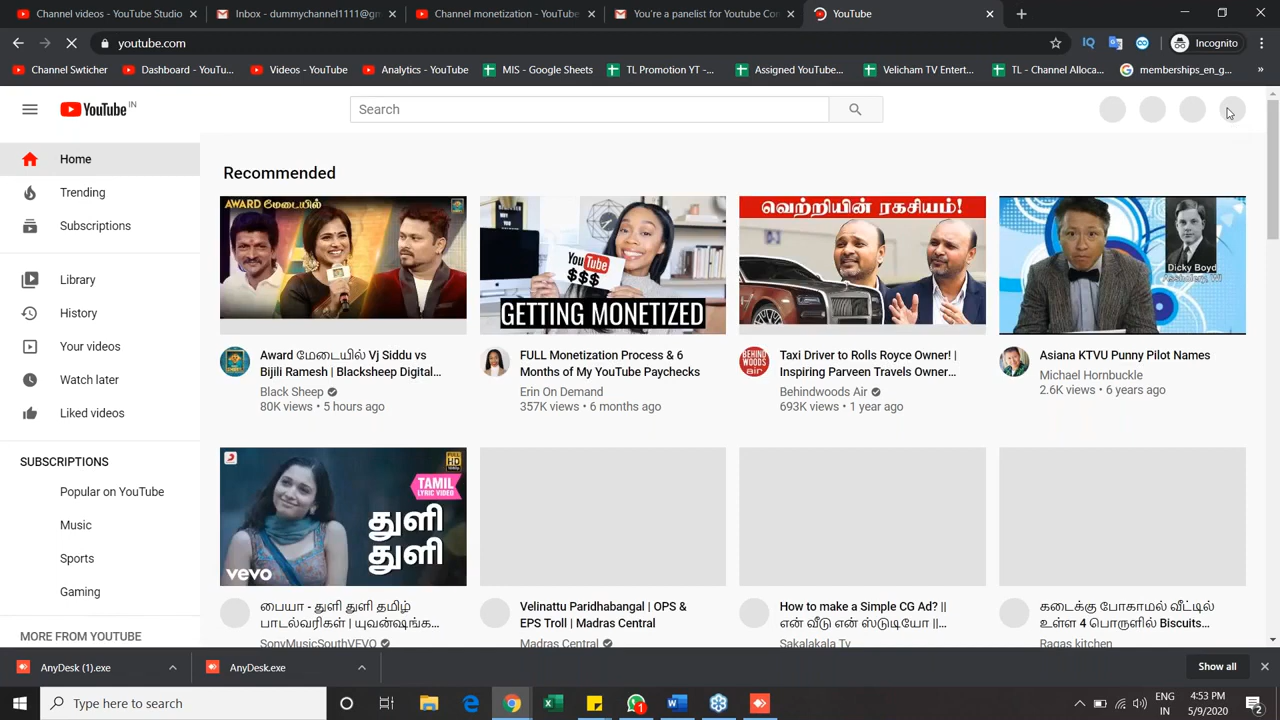 Channel videos - YouTube Studio
Inbox - dummychannel1111@gm
Channel monetization - YouTube
You're a panelist for Youtube Con
YouTube
youtube.com
Incognito
Channel Swticher
Dashboard - YouTu...
Videos - YouTube
Analytics - YouTube
MIS - Google Sheets
TL Promotion YT -...
Assigned YouTube...
Velicham TV Entert...
TL - Channel Alloca...
memberships_en_g...
YouTube IN
Search
Home
Trending
Subscriptions
Library
History
Your videos
Watch later
Liked videos
SUBSCRIPTIONS
Popular on YouTube
Music
Sports
Gaming
MORE FROM YOUTUBE
Recommended
AWARD மேடையில்
YouTube
$$$
GETTING MONETIZED
வெற்றியின் ரகசியம்!
Dicky Boyd
Award மேடையில் Vj Siddu vs
Bijili Ramesh | Blacksheep Digital...
Black Sheep
80K views • 5 hours ago
FULL Monetization Process & 6
Months of My YouTube Paychecks
Erin On Demand
357K views • 6 months ago
BEHIND WOODS air
Taxi Driver to Rolls Royce Owner! |
Inspiring Parveen Travels Owner...
Behindwoods Air
693K views • 1 year ago
Asiana KTVU Punny Pilot Names
Michael Hornbuckle
2.6K views • 6 years ago
FULL HD
TAMIL
LYRIC VIDEO
துளி
துளி
vevo
பையா - துளி துளி தமிழ்
பாடல்வரிகள் | யுவன்ஷங்க...
SonyMusicSouthVEVO
Velinattu Paridhabangal | OPS &
EPS Troll | Madras Central
Madras Central
How to make a Simple CG Ad? ||
என் வீடு என் ஸ்டுடியோ ||...
Sakalakala Tv
கடைக்கு போகாமல் வீட்டில்
உள்ள 4 பொருளில் Biscuits...
Ragas kitchen
AnyDesk (1).exe
AnyDesk.exe
Show all
Type here to search
1
ENG
IN
4:53 PM
5/9/2020
2